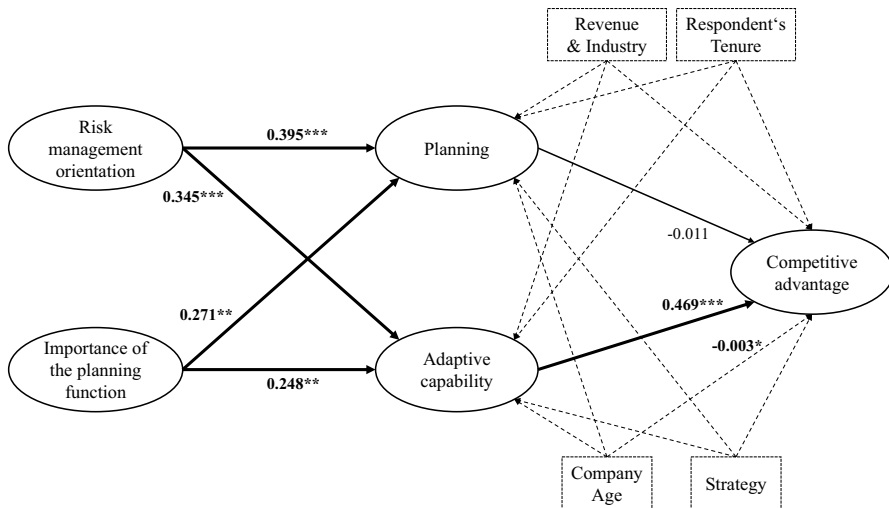 Revenue
& Industry
Respondent‘s
Tenure
Risk
management
orientation
0.395***
Planning
0.345***
-0.011
Competitive
advantage
0.271**
0.469***
-0.003*
Importance of
the planning
function
0.248**
Adaptive
capability
Company
Age
Strategy